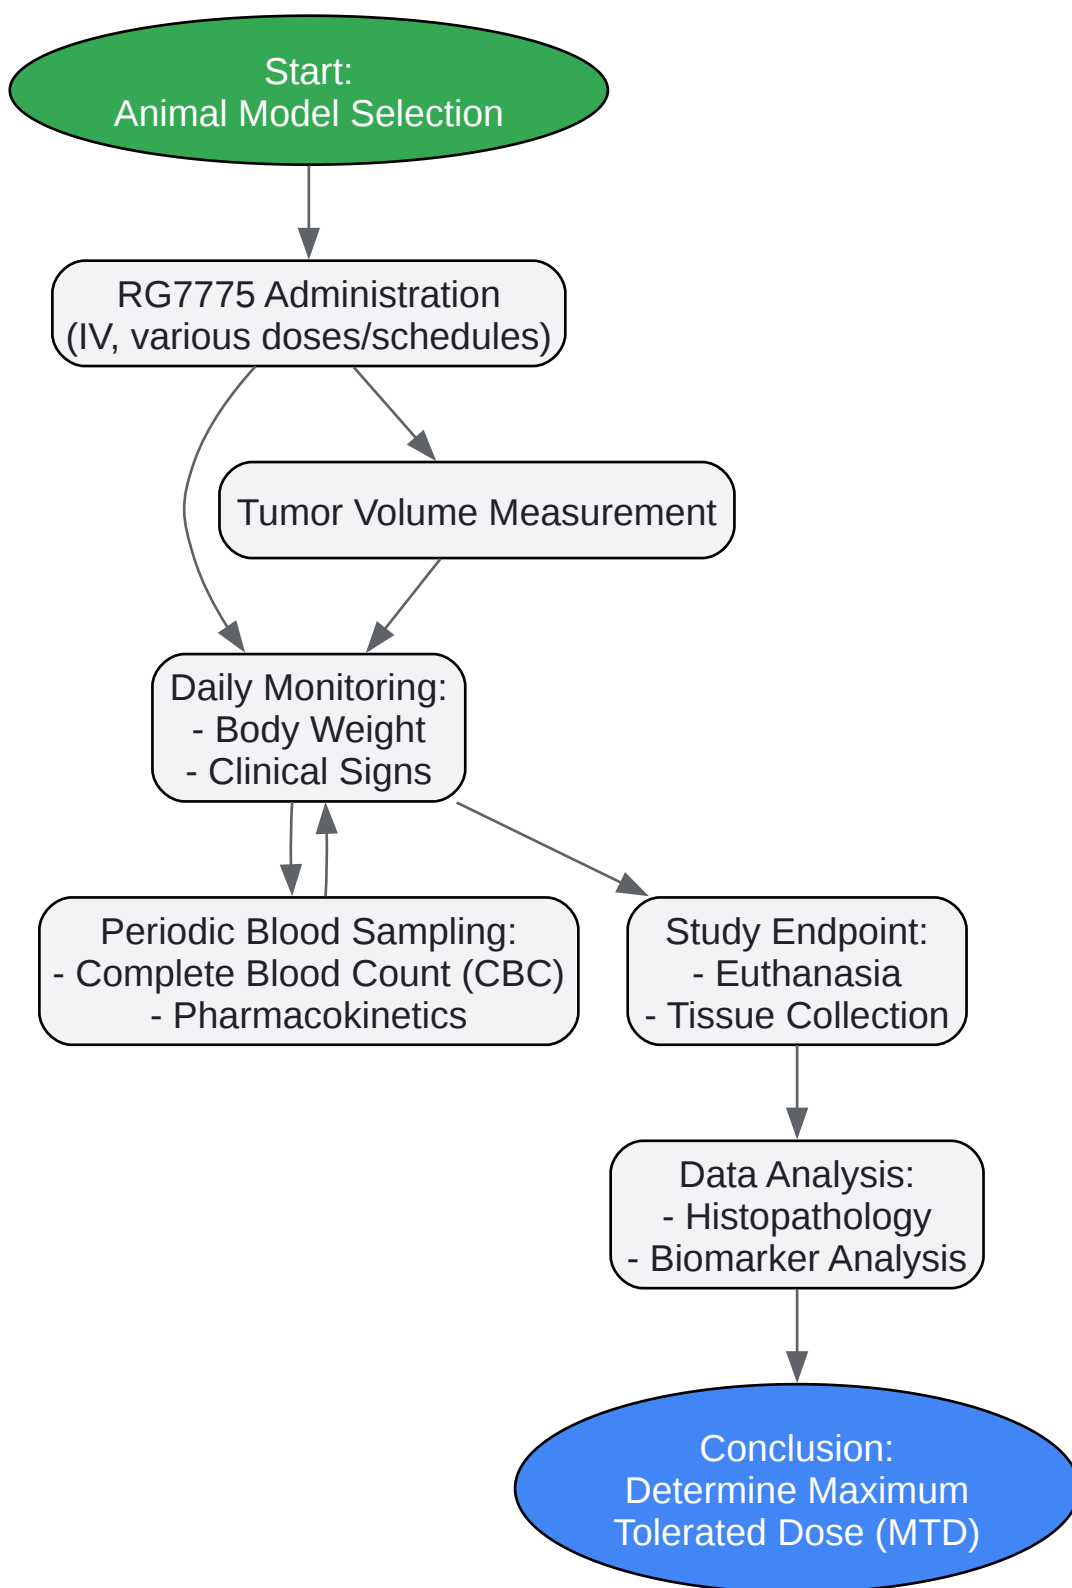 Start:
Animal Model Selection
RG7775 Administration
(IV, various doses/schedules)
Tumor Volume Measurement
Daily Monitoring:
- Body Weight
- Clinical Signs
Periodic Blood Sampling:
- Complete Blood Count (CBC)
- Pharmacokinetics
Study Endpoint:
- Euthanasia
- Tissue Collection
Data Analysis:
- Histopathology
- Biomarker Analysis
Conclusion:
Determine Maximum
Tolerated Dose (MTD)